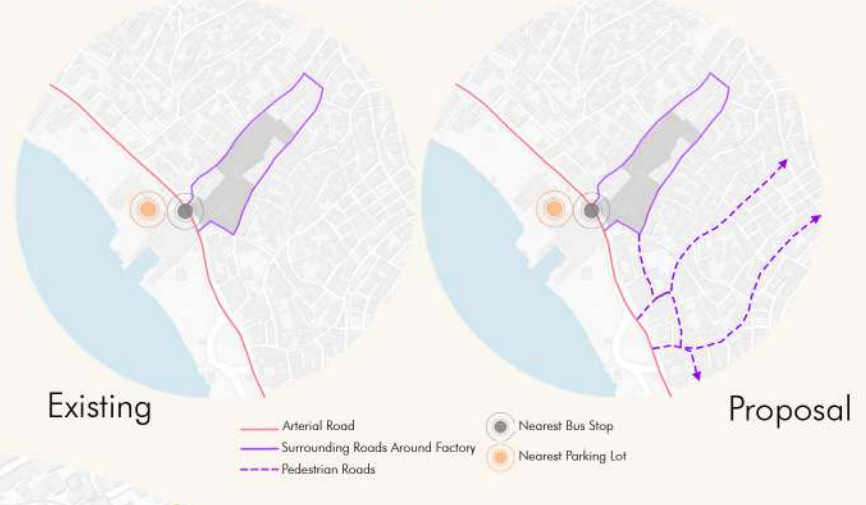 Existing
Proposal
Arterial Road
Surrounding Roads Around Factory
Pedestrian Roads
Nearest Bus Stop
Nearest Parking Lot